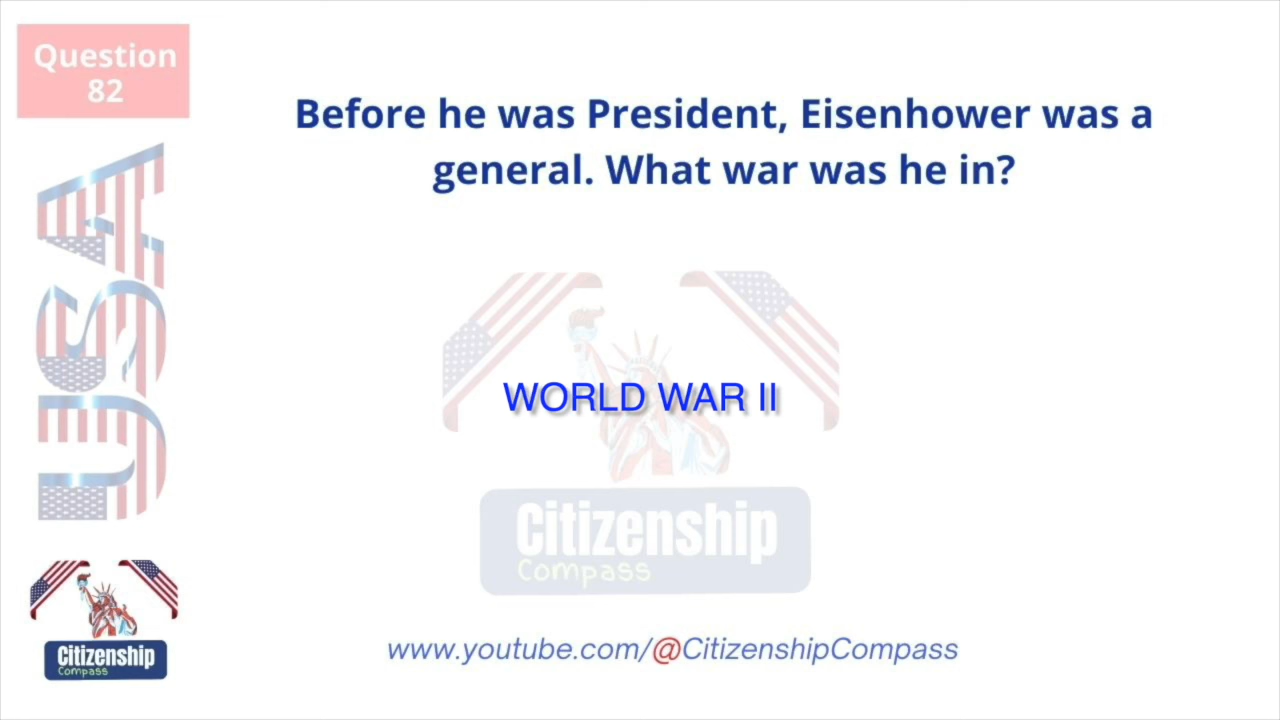 Question
82
Before he was President, Eisenhower was a
general. What war was he in?
USA
WORLD WAR II
Citizenship
Compass
Citizenship
Compass
www.youtube.com/@CitizenshipCompass